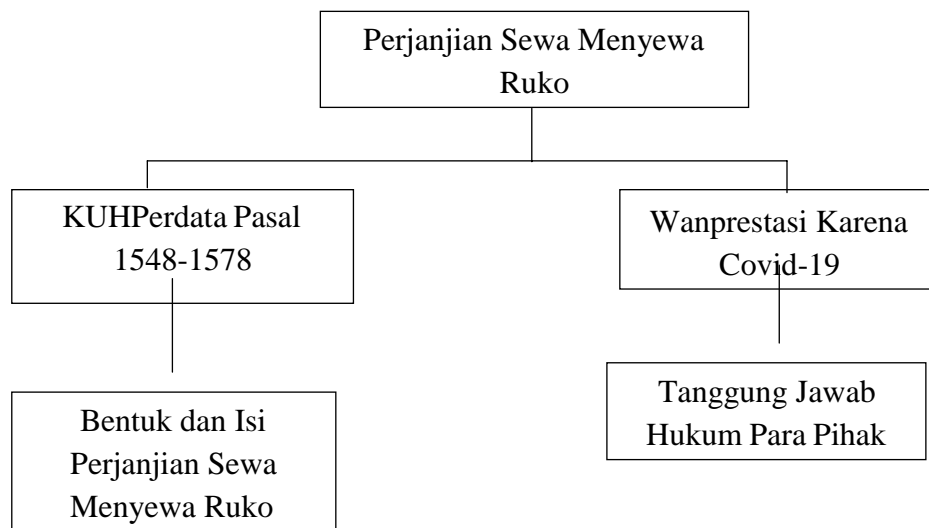 Perjanjian Sewa Menyewa
Ruko
KUHPerdata Pasal
1548-1578
Wanprestasi Karena
Covid-19
Bentuk dan Isi
Perjanjian Sewa
Menyewa Ruko
Tanggung Jawab
Hukum Para Pihak